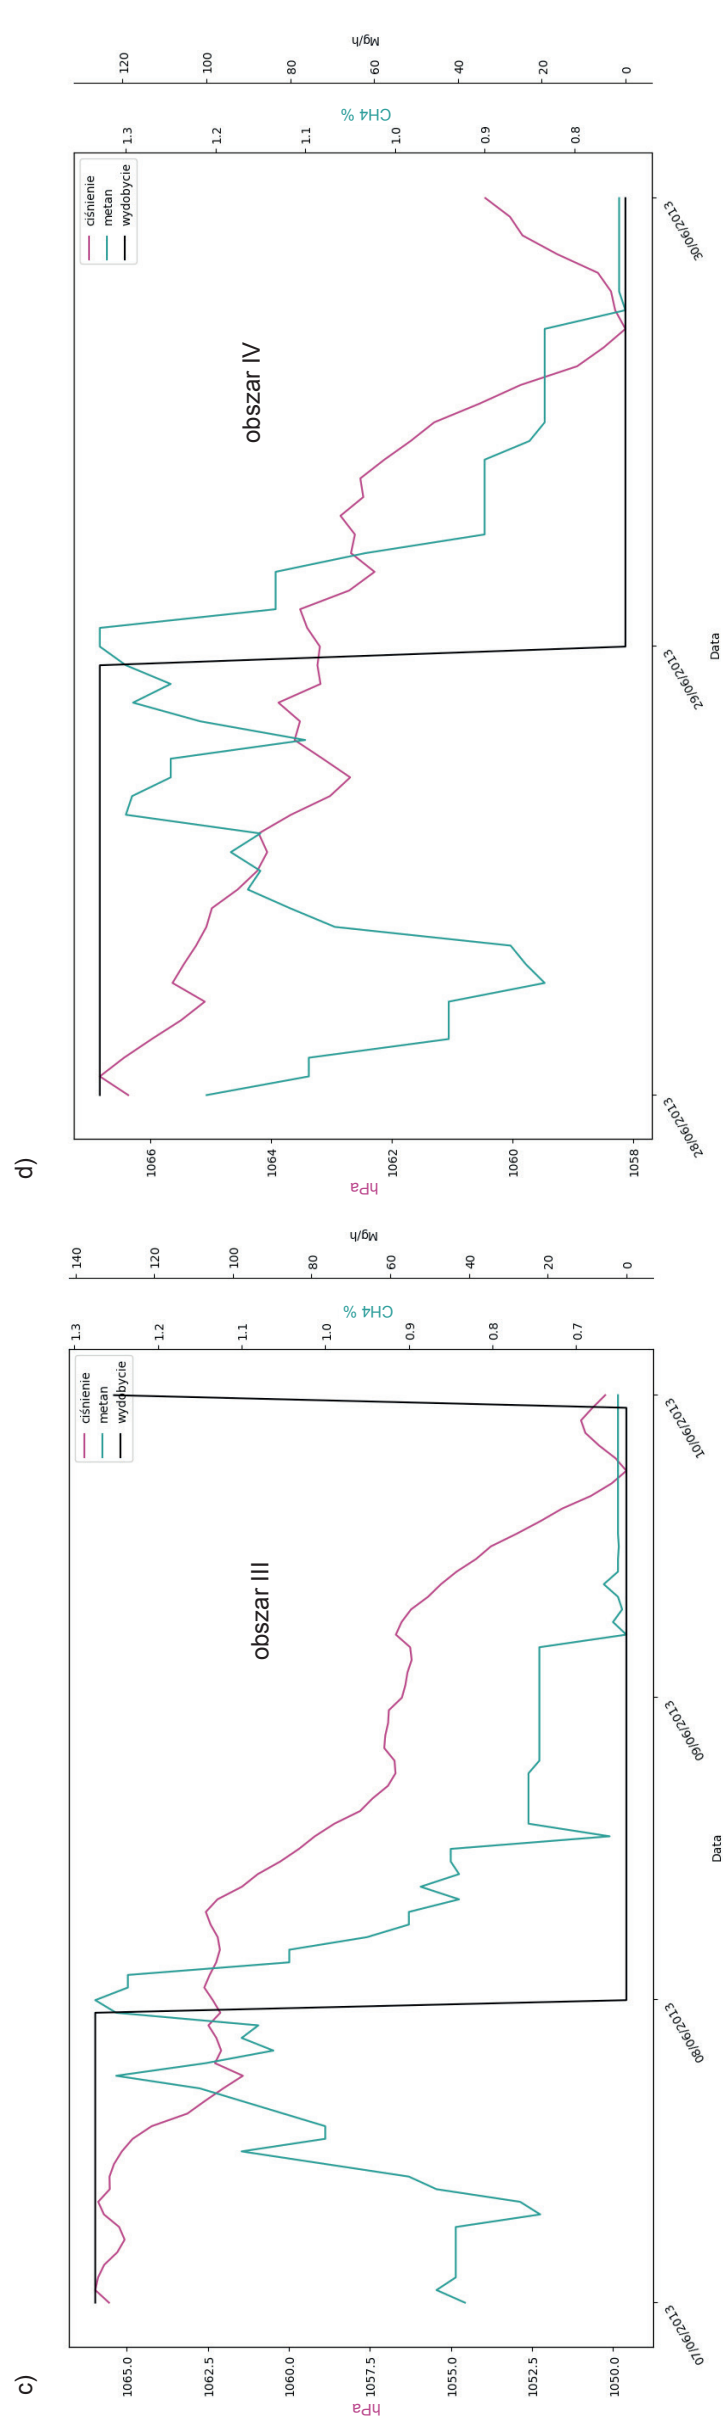 c)
hPa
1065.0
1062.5
1060.0
1057.5
1055.0
1052.5
1050.0
obszar III
ciśnienie
metan
wydobycie
1.3
1.2
1.1
1.0
0.9
0.8
0.7
CH4 %
140
120
100
80
60
40
20
0
Mg/h
07/06/2013
08/06/2013
09/06/2013
10/06/2013
Data
d)
hPa
1066
1064
1062
1060
1058
obszar IV
ciśnienie
metan
wydobycie
1.3
1.2
1.1
1.0
0.9
0.8
CH4 %
120
100
80
60
40
20
0
Mg/h
28/06/2013
29/06/2013
30/06/2013
Data